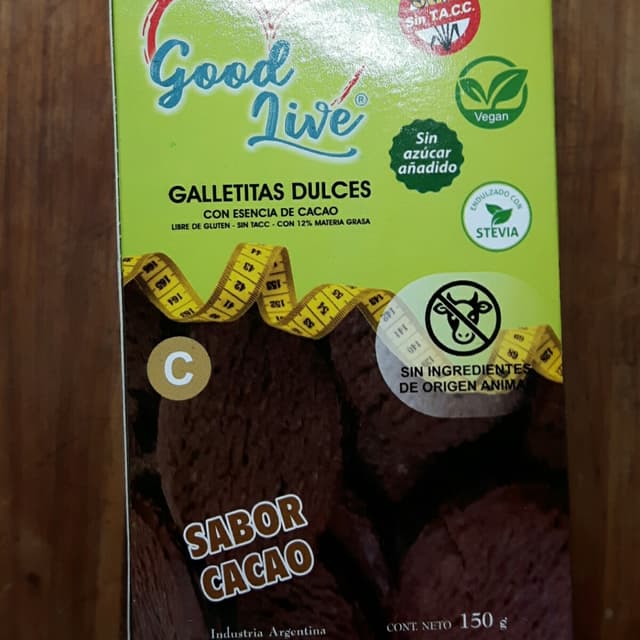 Sin T.A.C.C.
Good
Live®
Vegan
Sin
azúcar
añadido
GALLETITAS DULCES
CON ESENCIA DE CACAO
LIBRE DE GLUTEN - SIN TACC - CON 12% MATERIA GRASA
ENDULZADO CON
STEVIA
C
SIN INGREDIENTES
DE ORIGEN ANIMA
SABOR
CACAO
Industria Argentina
CONT. NETO 150 g